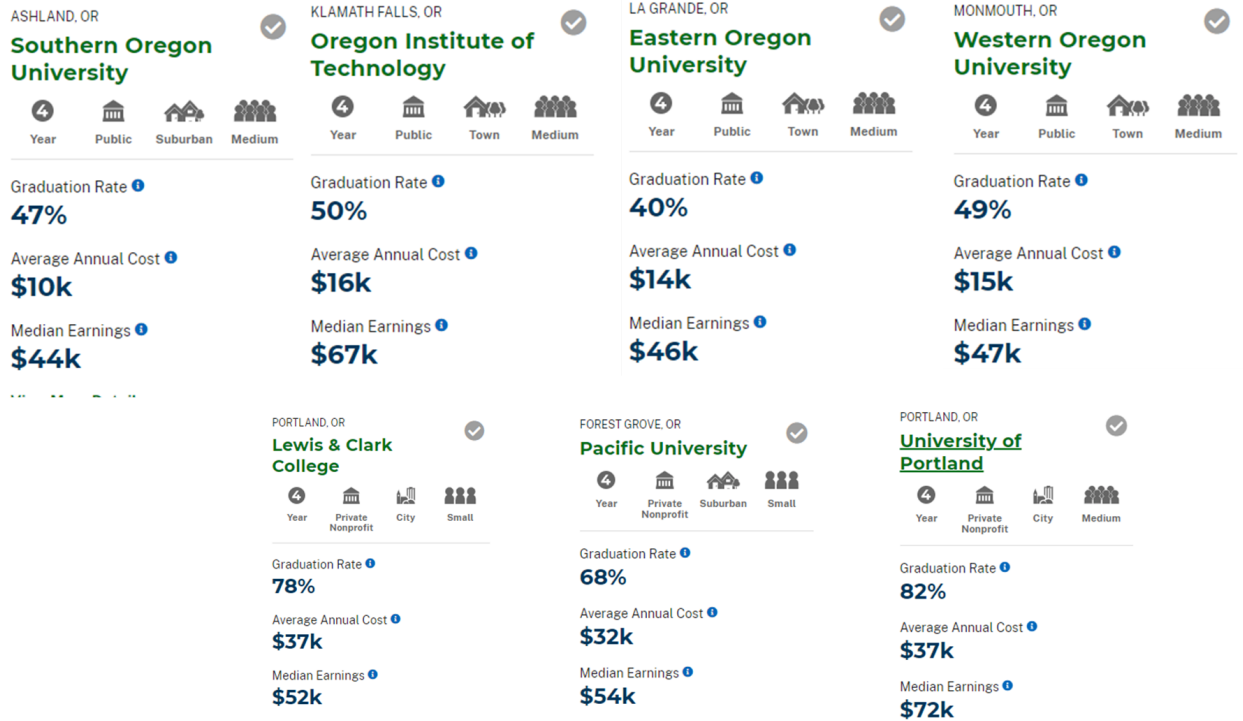 ASHLAND, OR
Southern Oregon
University
4
Year
Public
Suburban
Medium
Graduation Rate
47%
Average Annual Cost
$10k
Median Earnings
$44k
KLAMATH FALLS, OR
Oregon Institute of
Technology
4
Year
Public
Town
Medium
Graduation Rate
50%
Average Annual Cost
$16k
Median Earnings
$67k
LA GRANDE, OR
Eastern Oregon
University
4
Year
Public
Town
Medium
Graduation Rate
40%
Average Annual Cost
$14k
Median Earnings
$46k
MONMOUTH, OR
Western Oregon
University
4
Year
Public
Town
Medium
Graduation Rate
49%
Average Annual Cost
$15k
Median Earnings
$47k
PORTLAND, OR
Lewis & Clark
College
4
Year
Private
Nonprofit
City
Small
Graduation Rate
78%
Average Annual Cost
$37k
Median Earnings
$52k
FOREST GROVE, OR
Pacific University
4
Year
Private
Nonprofit
Suburban
Small
Graduation Rate
68%
Average Annual Cost
$32k
Median Earnings
$54k
PORTLAND, OR
University of
Portland
4
Year
Private
Nonprofit
City
Medium
Graduation Rate
82%
Average Annual Cost
$37k
Median Earnings
$72k